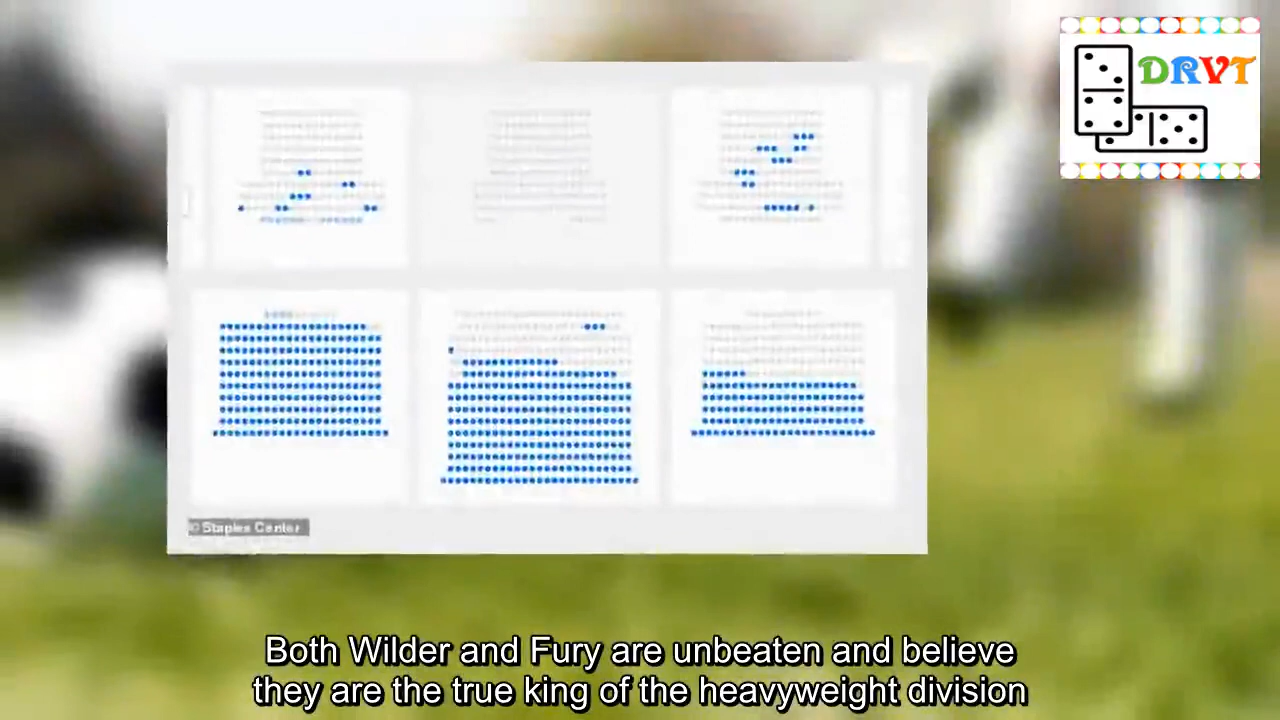 DRVT
© Staples Center
Both Wilder and Fury are unbeaten and believe
they are the true king of the heavyweight division